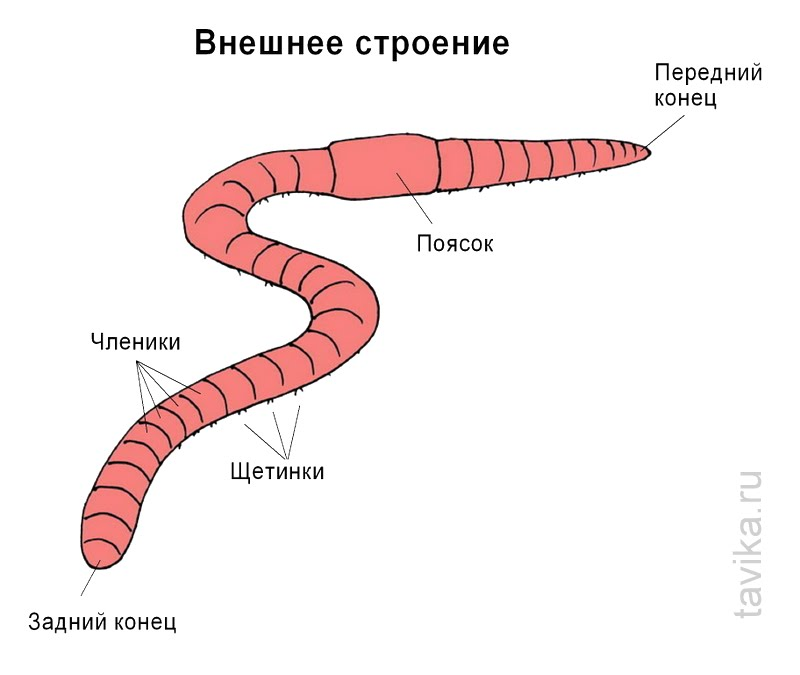 Внешнее строение
Передний
конец
Поясок
Членики
Щетинки
Задний конец
tavika.ru